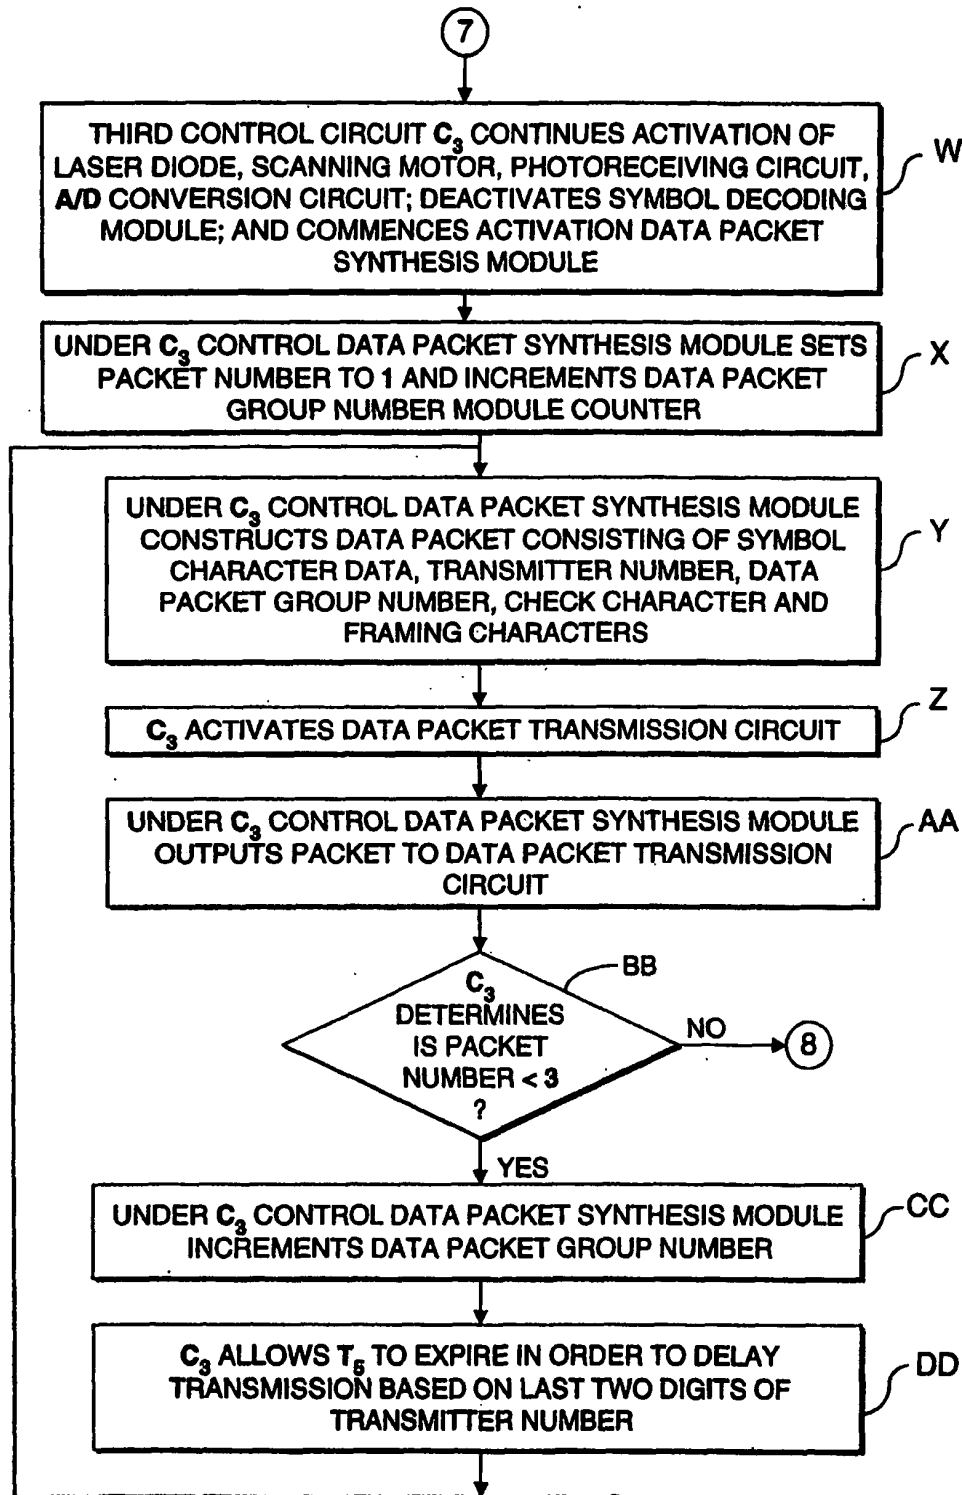 7
THIRD CONTROL CIRCUIT C3 CONTINUES ACTIVATION OF
LASER DIODE, SCANNING MOTOR, PHOTORECEIVING CIRCUIT,
A/D CONVERSION CIRCUIT; DEACTIVATES SYMBOL DECODING
MODULE; AND COMMENCES ACTIVATION DATA PACKET
SYNTHESIS MODULE
W
UNDER C3 CONTROL DATA PACKET SYNTHESIS MODULE SETS
PACKET NUMBER TO 1 AND INCREMENTS DATA PACKET
GROUP NUMBER MODULE COUNTER
X
UNDER C3 CONTROL DATA PACKET SYNTHESIS MODULE
CONSTRUCTS DATA PACKET CONSISTING OF SYMBOL
CHARACTER DATA, TRANSMITTER NUMBER, DATA
PACKET GROUP NUMBER, CHECK CHARACTER AND
FRAMING CHARACTERS
Y
C3 ACTIVATES DATA PACKET TRANSMISSION CIRCUIT
Z
UNDER C3 CONTROL DATA PACKET SYNTHESIS MODULE
OUTPUTS PACKET TO DATA PACKET TRANSMISSION
CIRCUIT
AA
C3
DETERMINES
IS PACKET
NUMBER < 3
?
BB
NO
8
YES
UNDER C3 CONTROL DATA PACKET SYNTHESIS MODULE
INCREMENTS DATA PACKET GROUP NUMBER
CC
C3 ALLOWS T5 TO EXPIRE IN ORDER TO DELAY
TRANSMISSION BASED ON LAST TWO DIGITS OF
TRANSMITTER NUMBER
DD